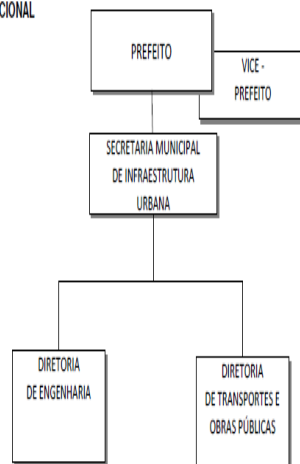 CIONAL
PREFEITO
VICE -
PREFEITO
SECRETARIA MUNICIPAL
DE INFRAESTRUTURA
URBANA
DIRETORIA
DE ENGENHARIA
DIRETORIA
DE TRANSPORTES E
OBRAS PÚBLICAS